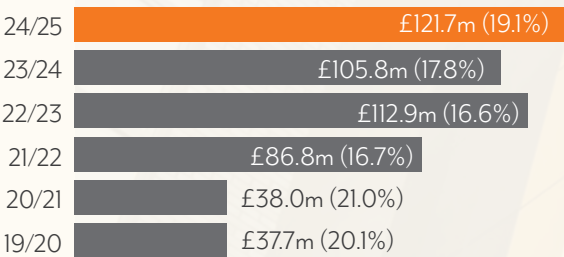 24/25 £121.7m (19.1%)
23/24 £105.8m (17.8%)
22/23 £112.9m (16.6%)
21/22 £86.8m (16.7%)
20/21 £38.0m (21.0%)
19/20 £37.7m (20.1%)